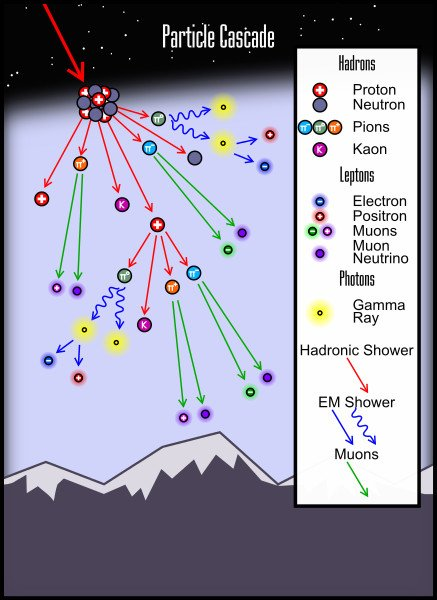 Particle Cascade
Hadrons
Proton
Neutron
π⁻ π° π⁺ Pions
K Kaon
Leptons
Electron
Positron
Muons
Muon
Neutrino
Photons
Gamma
Ray
Hadronic Shower
EM Shower
Muons
π°
π⁻
π⁺
K
π°
π⁺
π⁻
K